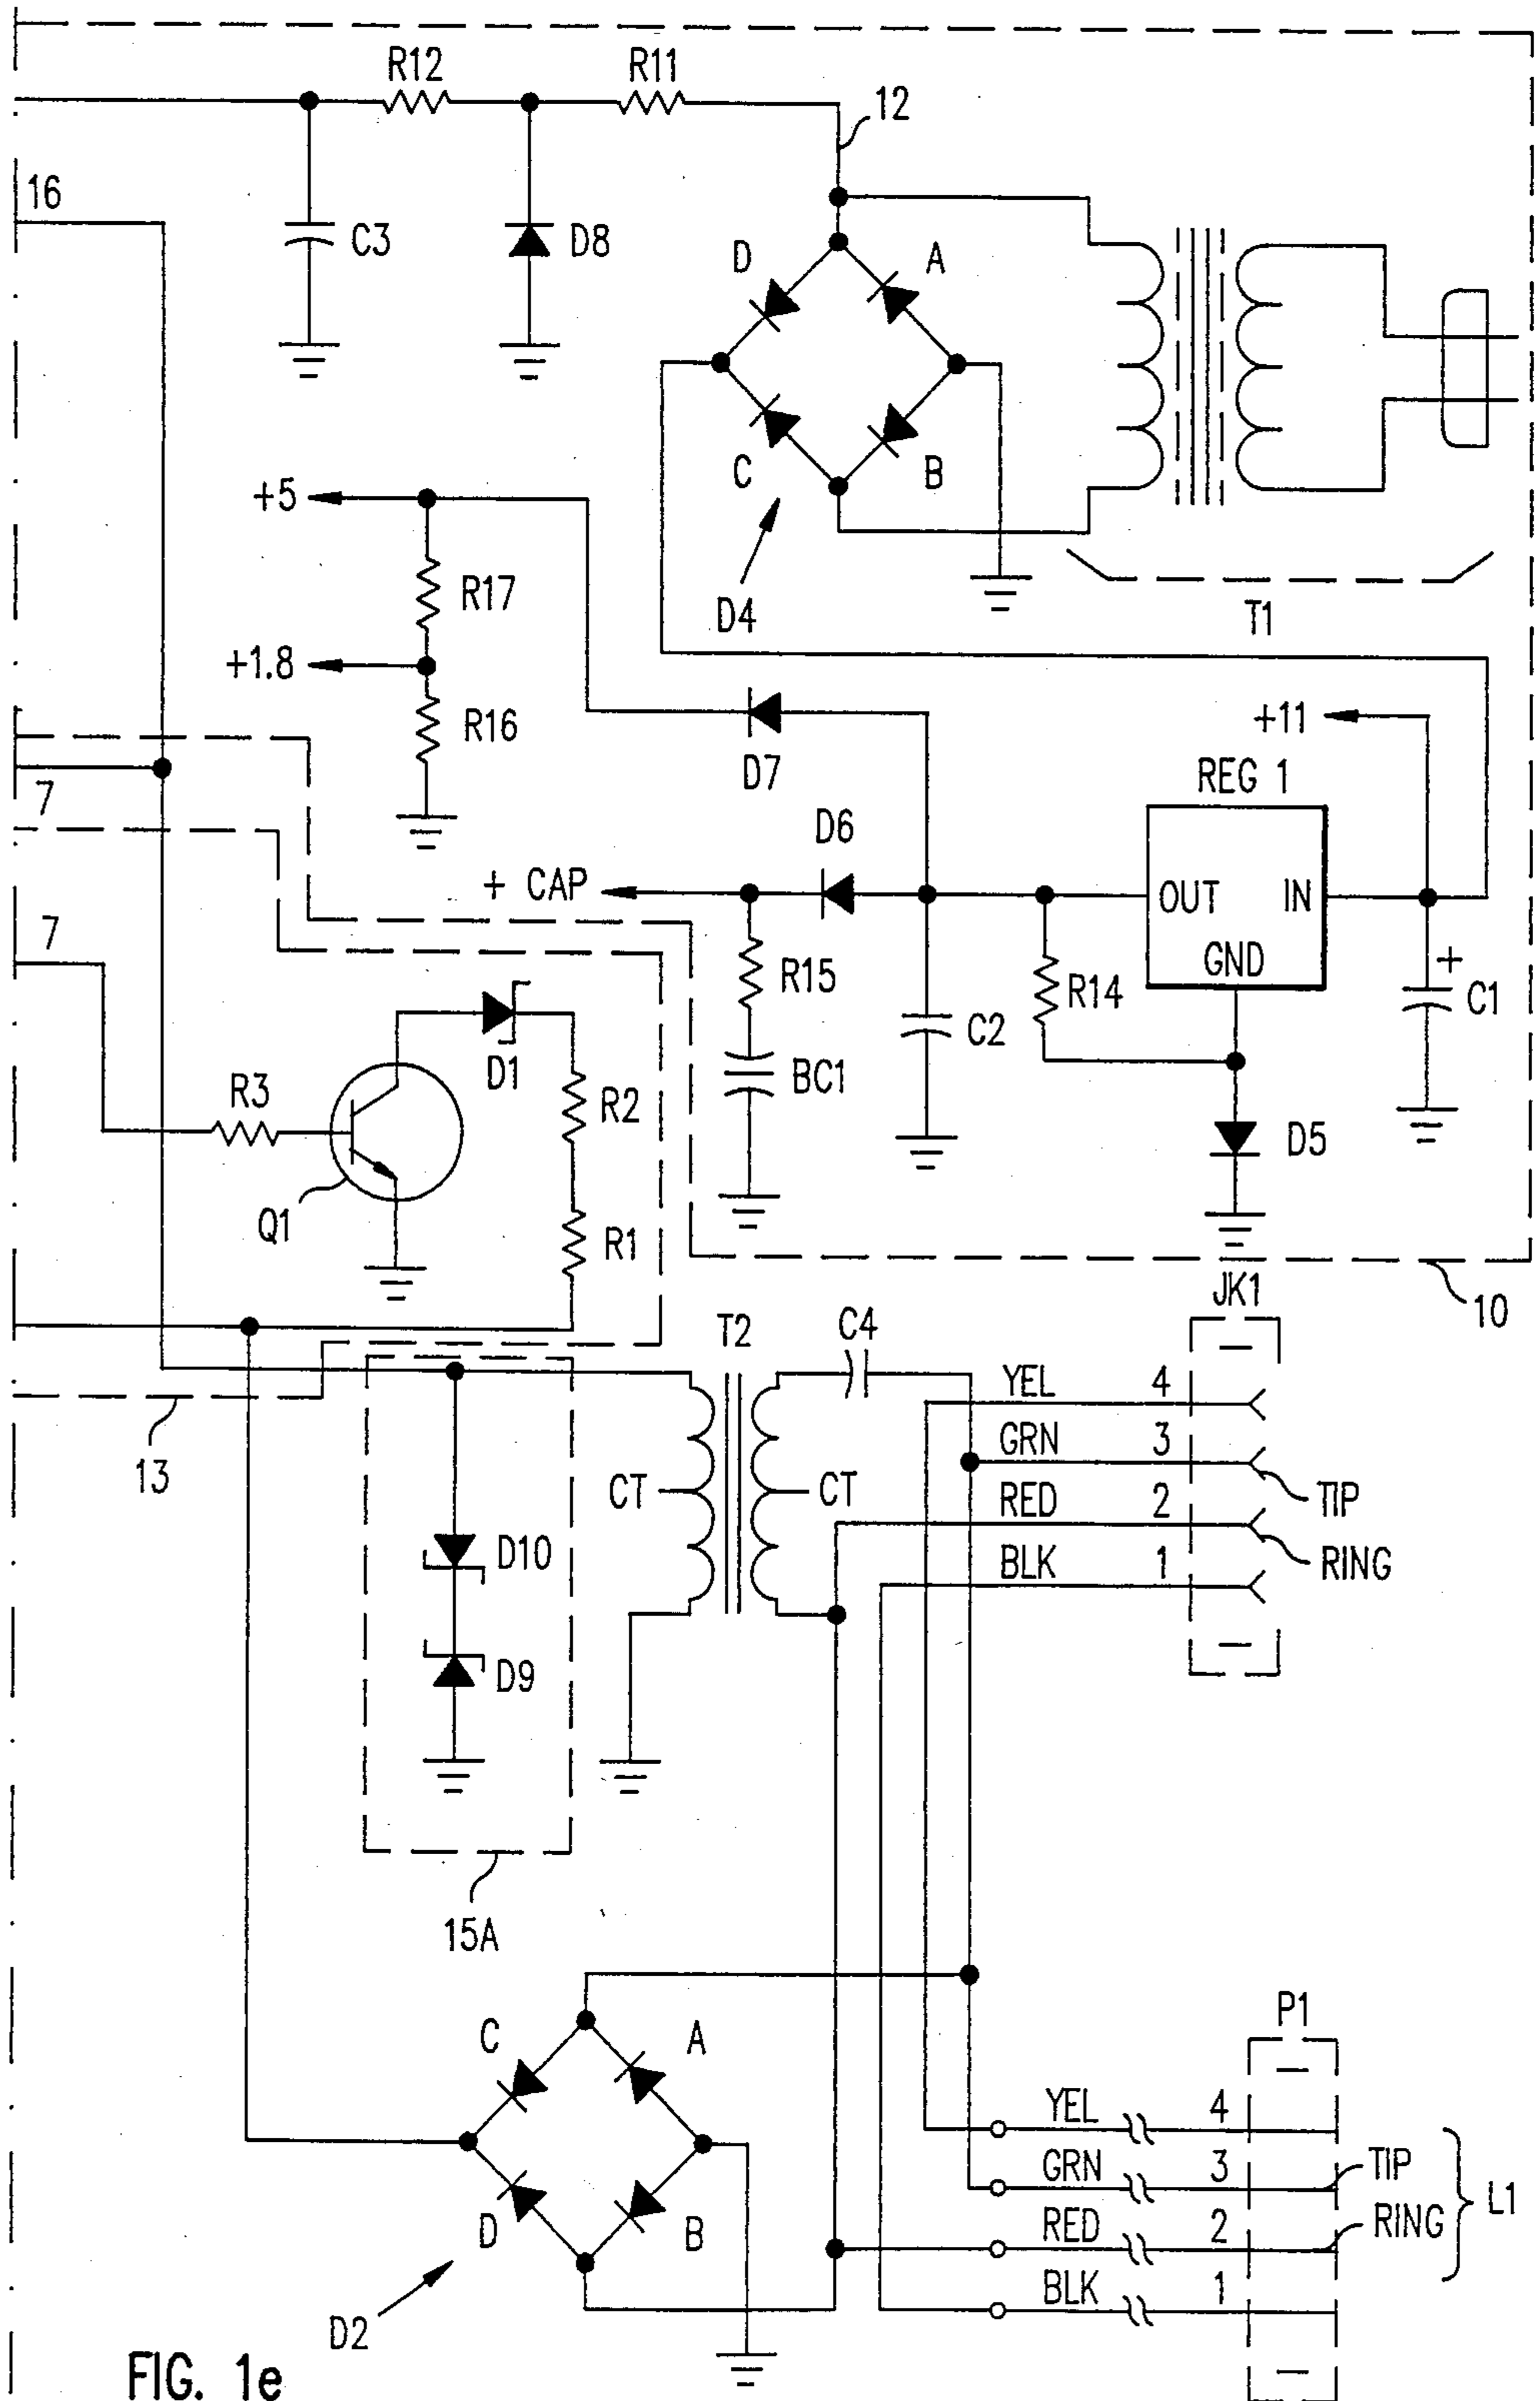 R12
R11
12
16
C3
D8
D
A
C
B
+5
R17
D4
T1
+1.8
R16
+11
D7
REG 1
7
D6
+ CAP
OUT
IN
7
GND
+
R15
R14
C1
C2
D1
BC1
R3
R2
D5
Q1
R1
10
JK1
T2
C4
YEL 4
GRN 3
13
CT
CT
TIP
RED 2
D10
BLK 1
RING
D9
15A
P1
C
A
YEL 4
GRN 3
TIP
L1
D
B
RED 2
RING
BLK 1
D2
FIG. 1e